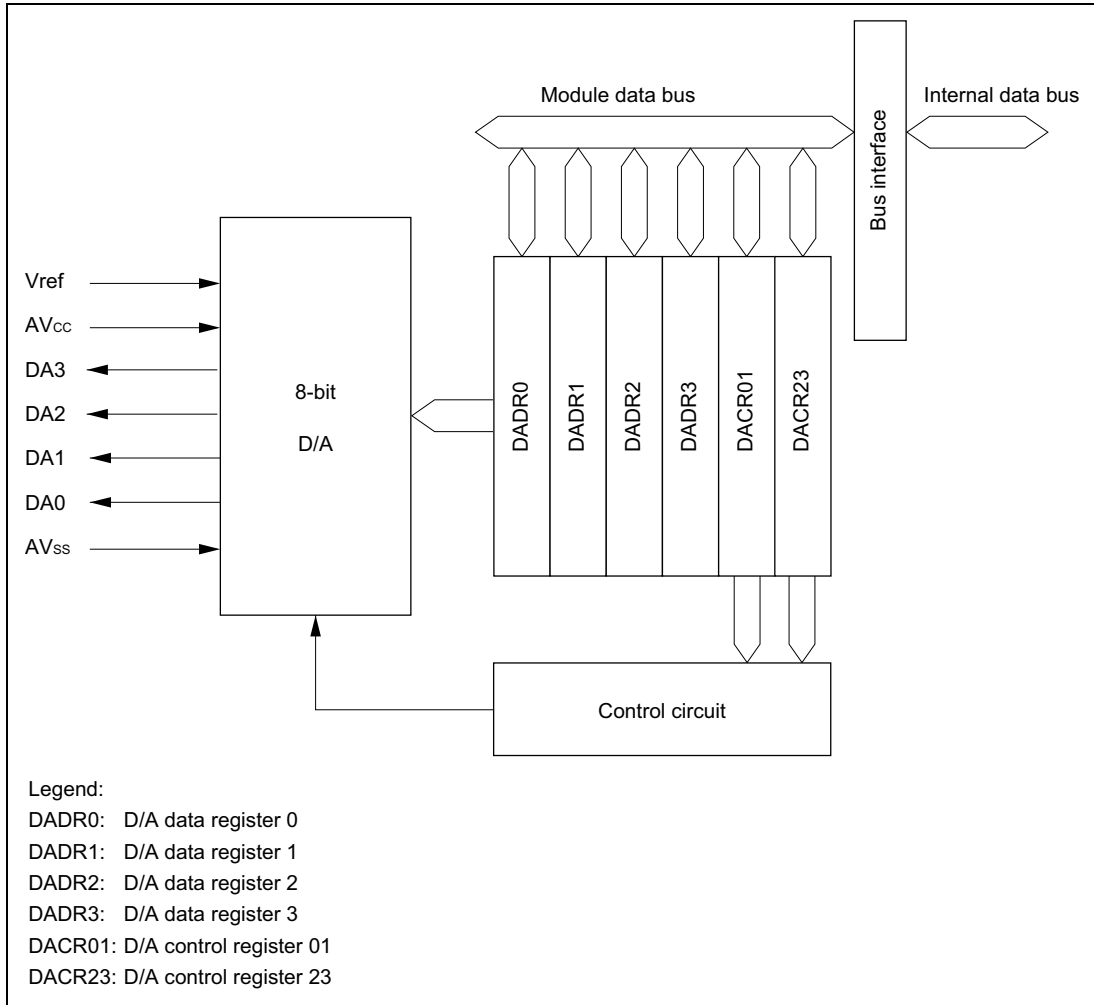 Module data bus
Internal data bus
Bus interface
Vref
AVCC
DA3
DA2
DA1
DA0
AVSS
8-bit
D/A
DADR0
DADR1
DADR2
DADR3
DACR01
DACR23
Control circuit
Legend:
DADR0: D/A data register 0
DADR1: D/A data register 1
DADR2: D/A data register 2
DADR3: D/A data register 3
DACR01: D/A control register 01
DACR23: D/A control register 23